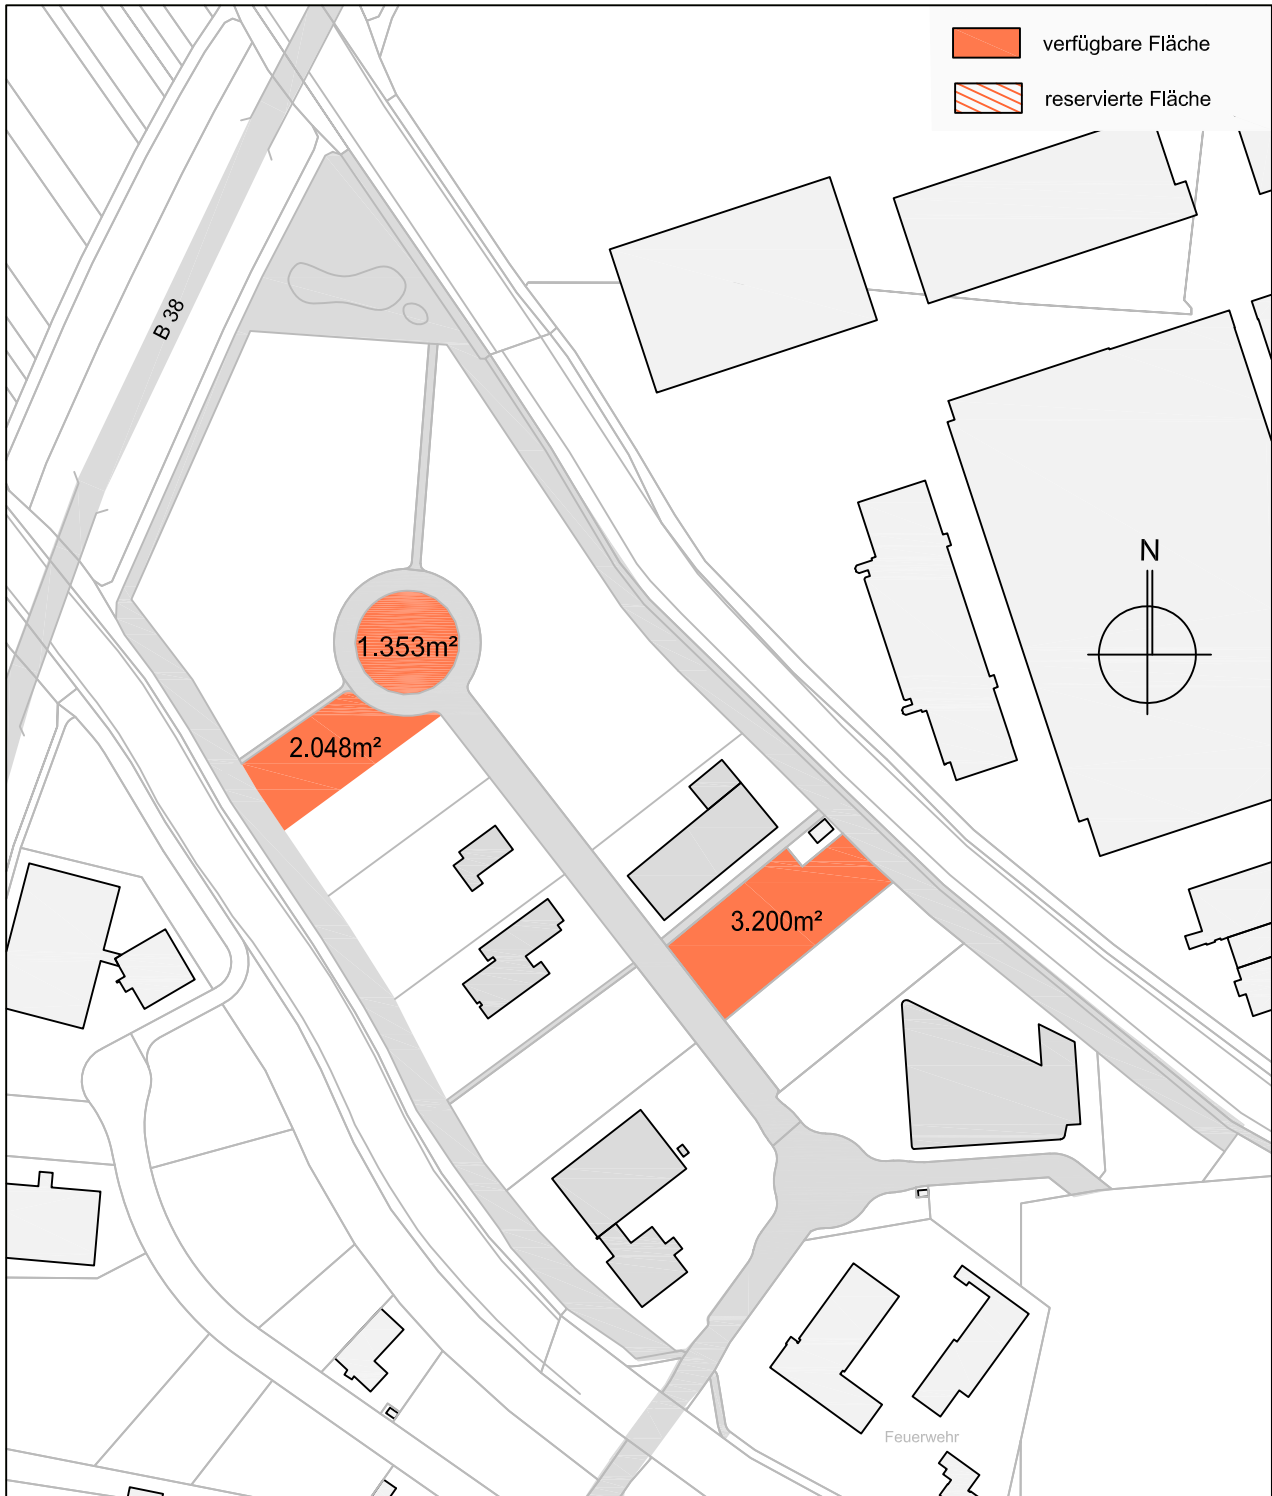 verfügbare Fläche
reservierte Fläche
B 38
N
1.353m²
2.048m²
3.200m²
Feuerwehr